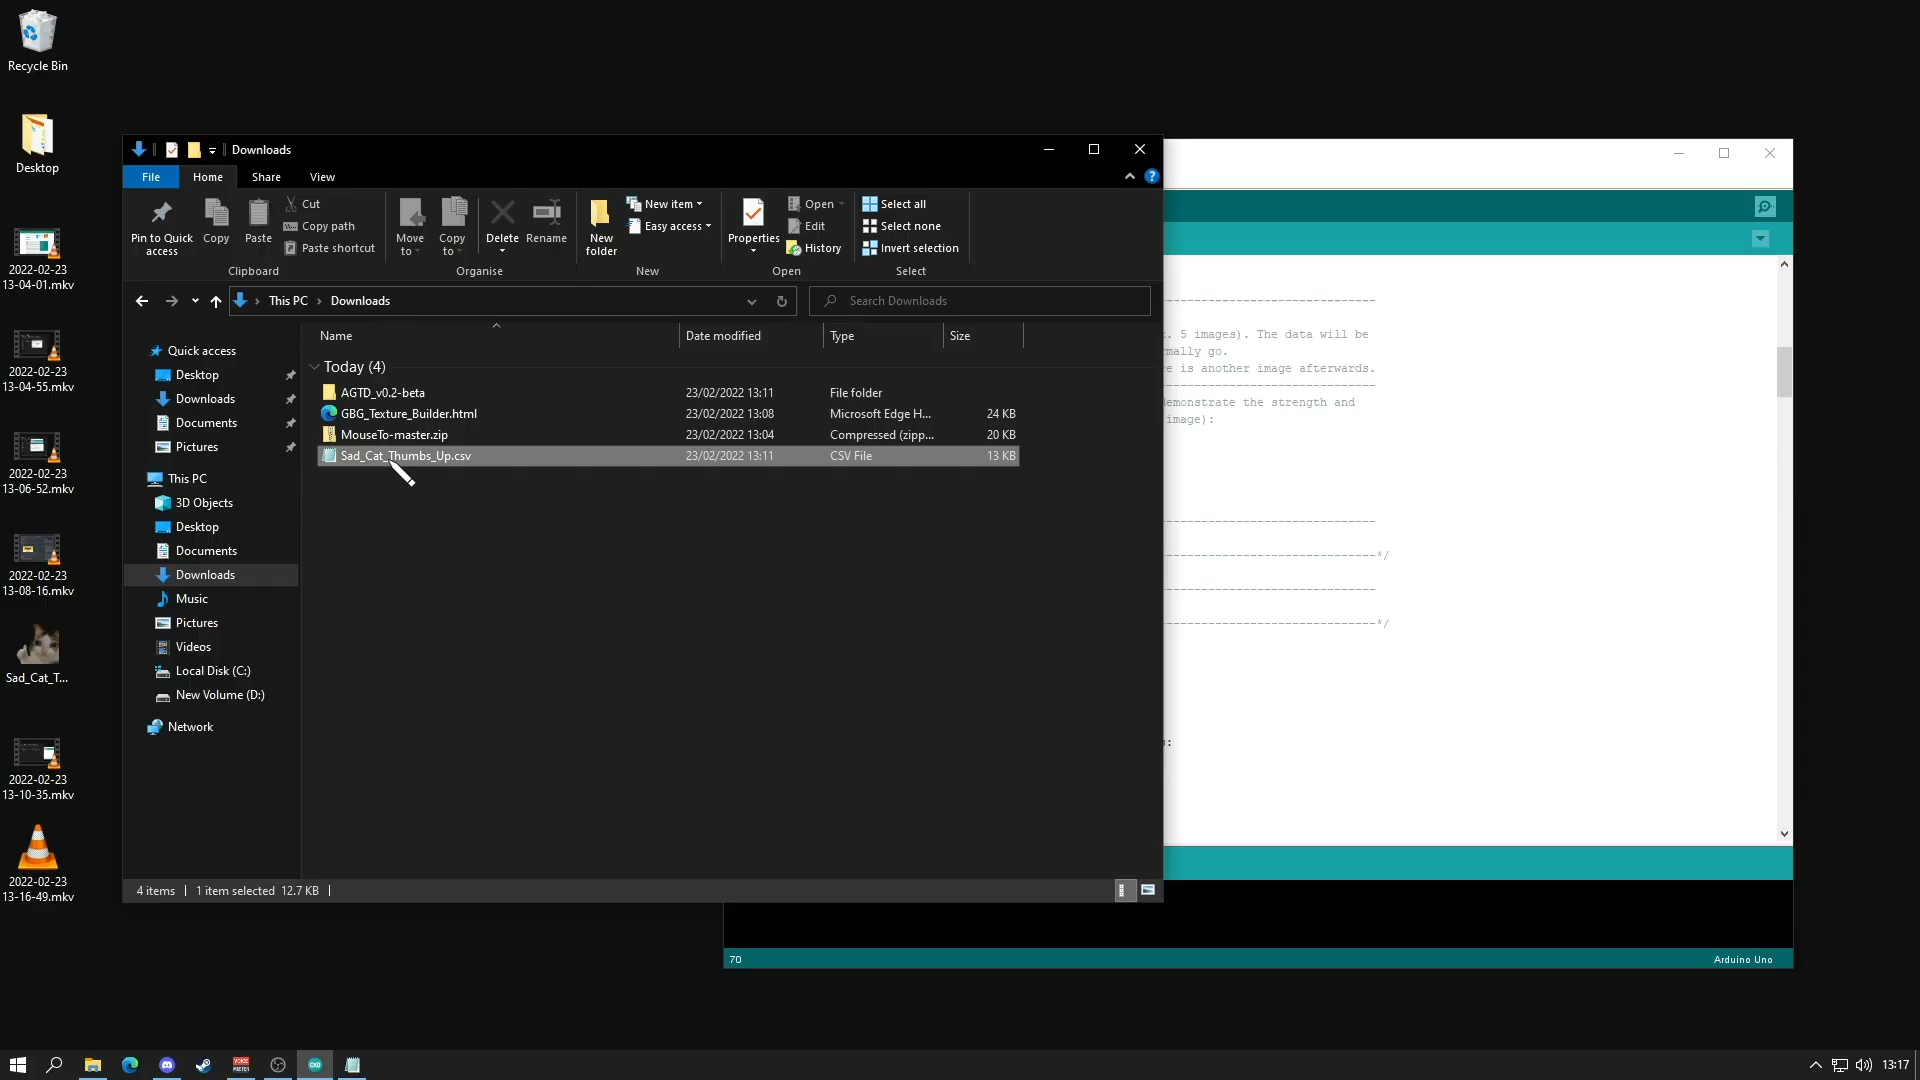 Recycle Bin
Desktop
2022-02-23
13-04-01.mkv
2022-02-23
13-04-55.mkv
2022-02-23
13-06-52.mkv
2022-02-23
13-08-16.mkv
Sad_Cat_T...
2022-02-23
13-10-35.mkv
2022-02-23
13-16-49.mkv
Downloads
File Home Share View
Pin to Quick access
Copy
Paste
Cut
Copy path
Paste shortcut
Clipboard
Move to
Copy to
Delete
Rename
Organise
New folder
New item
Easy access
New
Properties
Open
Edit
History
Open
Select all
Select none
Invert selection
Select
This PC > Downloads
Search Downloads
Quick access
Desktop
Downloads
Documents
Pictures
This PC
3D Objects
Desktop
Documents
Downloads
Music
Pictures
Videos
Local Disk (C:)
New Volume (D:)
Network
Name Date modified Type Size
Today (4)
AGTD_v0.2-beta 23/02/2022 13:11 File folder
GBG_Texture_Builder.html 23/02/2022 13:08 Microsoft Edge H... 24 KB
MouseTo-master.zip 23/02/2022 13:04 Compressed (zipp... 20 KB
Sad_Cat_Thumbs_Up.csv 23/02/2022 13:11 CSV File 13 KB
4 items 1 item selected 12.7 KB
. 5 images). The data will be
mally go.
e is another image afterwards.
demonstrate the strength and
image):
*/
*/
:
70
Arduino Uno
VOICE MEETER
13:17